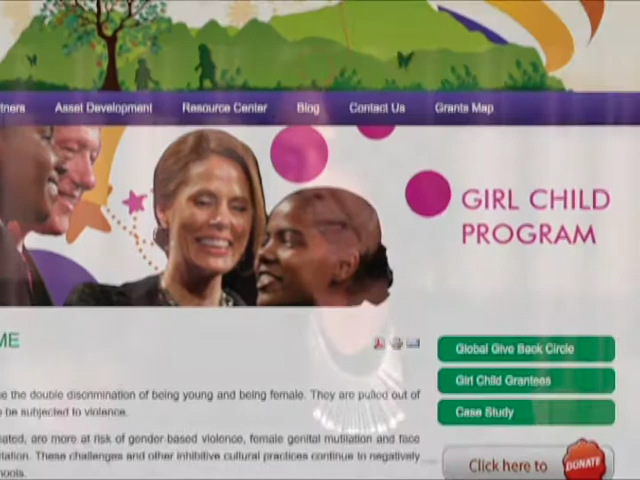 tners Asset Development Resource Center Blog Contact Us Grants Map
GIRL CHILD
PROGRAM
ME
Global Give Back Circle
e the double discrimination of being young and being female. They are pulled out of
Girl Child Grantees
o be subjected to violence.
Case Study
eated, are more at risk of gender-based violence, female genital mutilation and face
itation. These challenges and other inhibitive cultural practices continue to negatively
hools.
Click here to DONATE